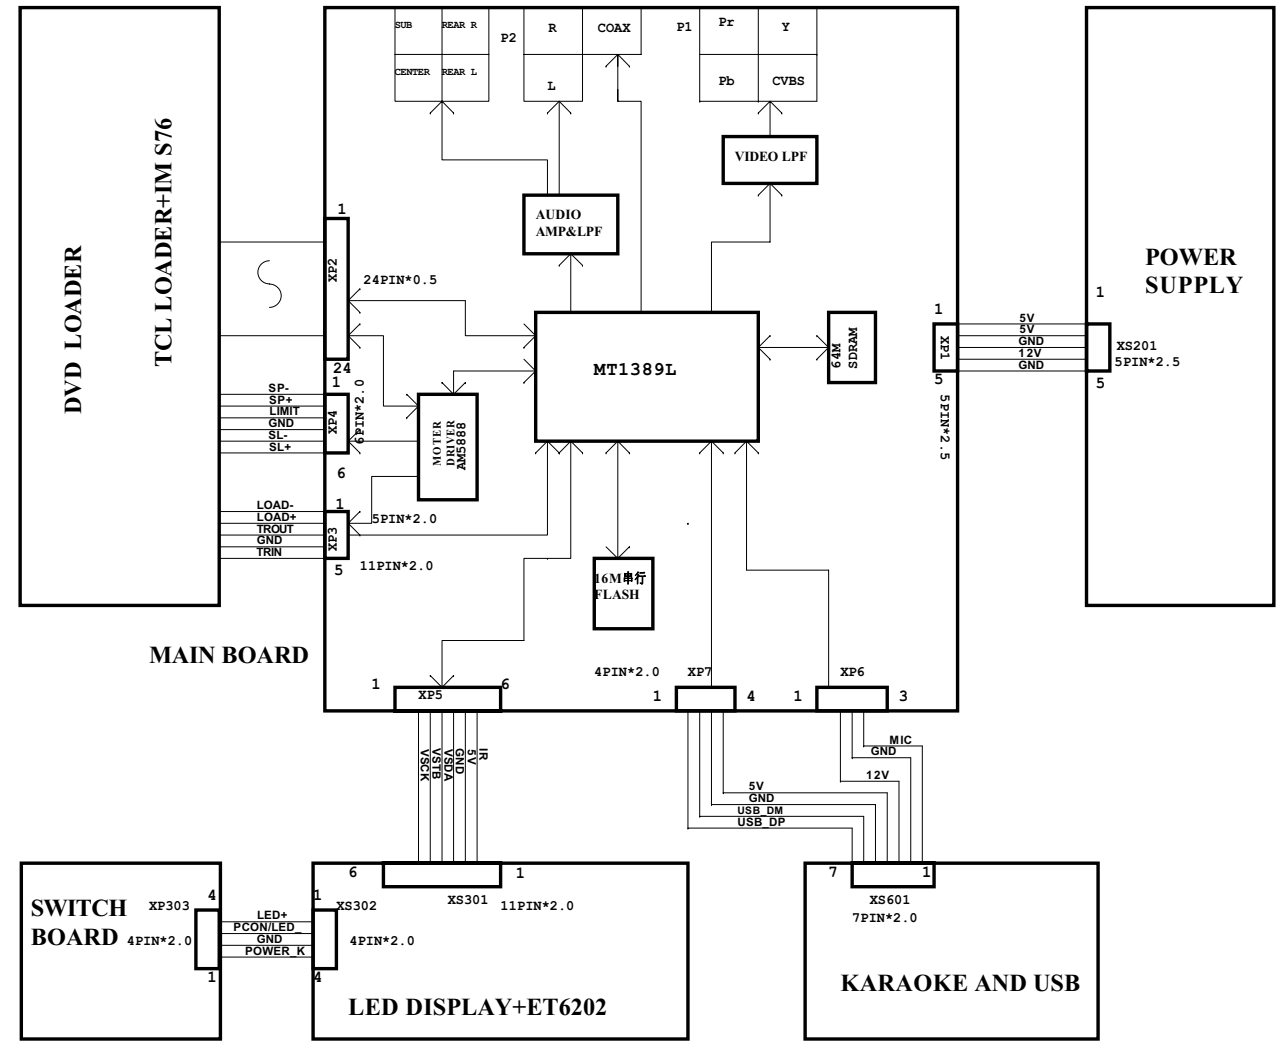 SUB
REAR R
CENTER
REAR L
P2
R
COAX
L
P1
Pr
Y
Pb
CVBS
VIDEO LPF
AUDIO
AMP&LPF
DVD LOADER
TCL LOADER+IM S76
1
XP2
24PIN*0.5
24
MT1389L
64M
SDRAM
1
XP1
5
5PIN*2.5
5V
5V
GND
12V
GND
POWER
SUPPLY
1
XS201
5PIN*2.5
5
SP-
SP+
LIMIT
GND
SL-
SL+
1
XP4
6PIN*2.0
6
MOTER
DRIVER
AM5888
LOAD-
LOAD+
TROUT
GND
TRIN
1
XP3
5PIN*2.0
5
11PIN*2.0
16M串行
FLASH
MAIN BOARD
1
XP5
6
4PIN*2.0
XP7
1
4
XP6
1
3
VSCK
VSTB
VSDA
GND
5V
IR
MIC
GND
12V
5V
GND
USB_DM
USB_DP
SWITCH
BOARD
XP303
4
4PIN*2.0
1
LED+
PCON/LED_
GND
POWER_K
1
XS302
4PIN*2.0
4
6
XS301
1
11PIN*2.0
LED DISPLAY+ET6202
7
1
XS601
7PIN*2.0
KARAOKE AND USB